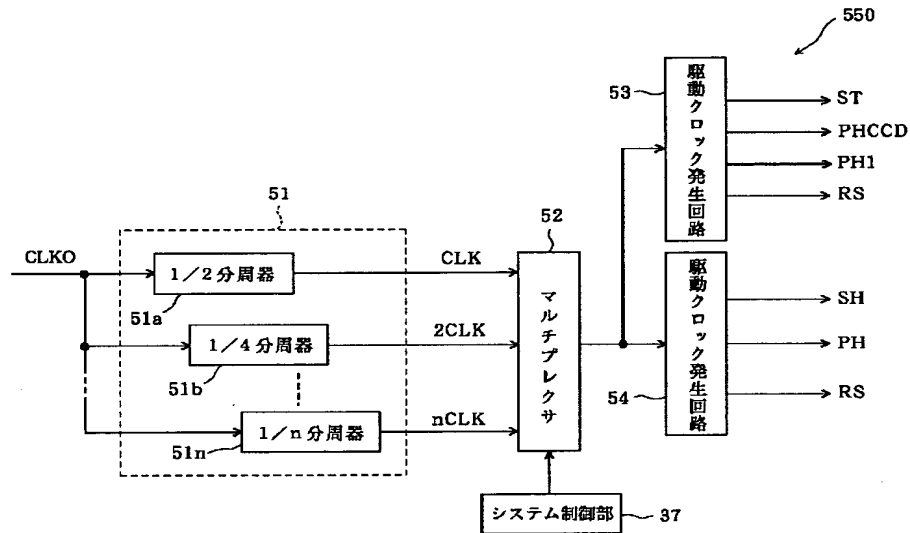 550
53
駆動クロック発生回路
ST
PHCCD
PH1
RS
51
52
CLKO
1/2分周器
CLK
51a
マルチプレクサ
1/4分周器
2CLK
51b
1/n分周器
nCLK
51n
駆動クロック発生回路
SH
PH
RS
54
システム制御部
37